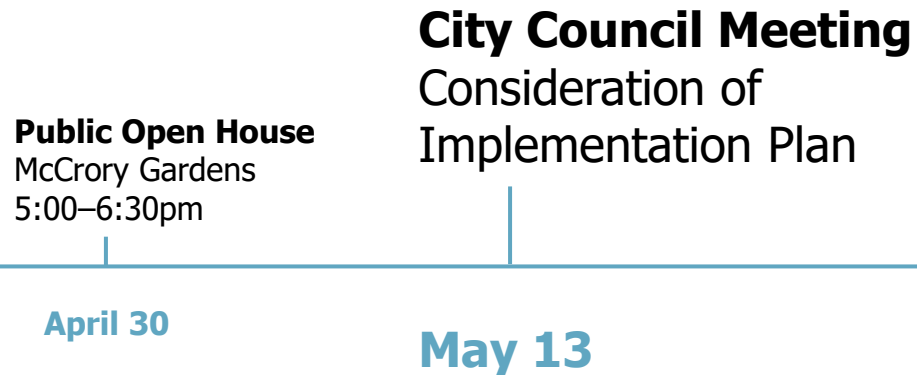 Public Open House
McCrory Gardens
5:00–6:30pm
April 30
City Council Meeting
Consideration of
Implementation Plan
May 13